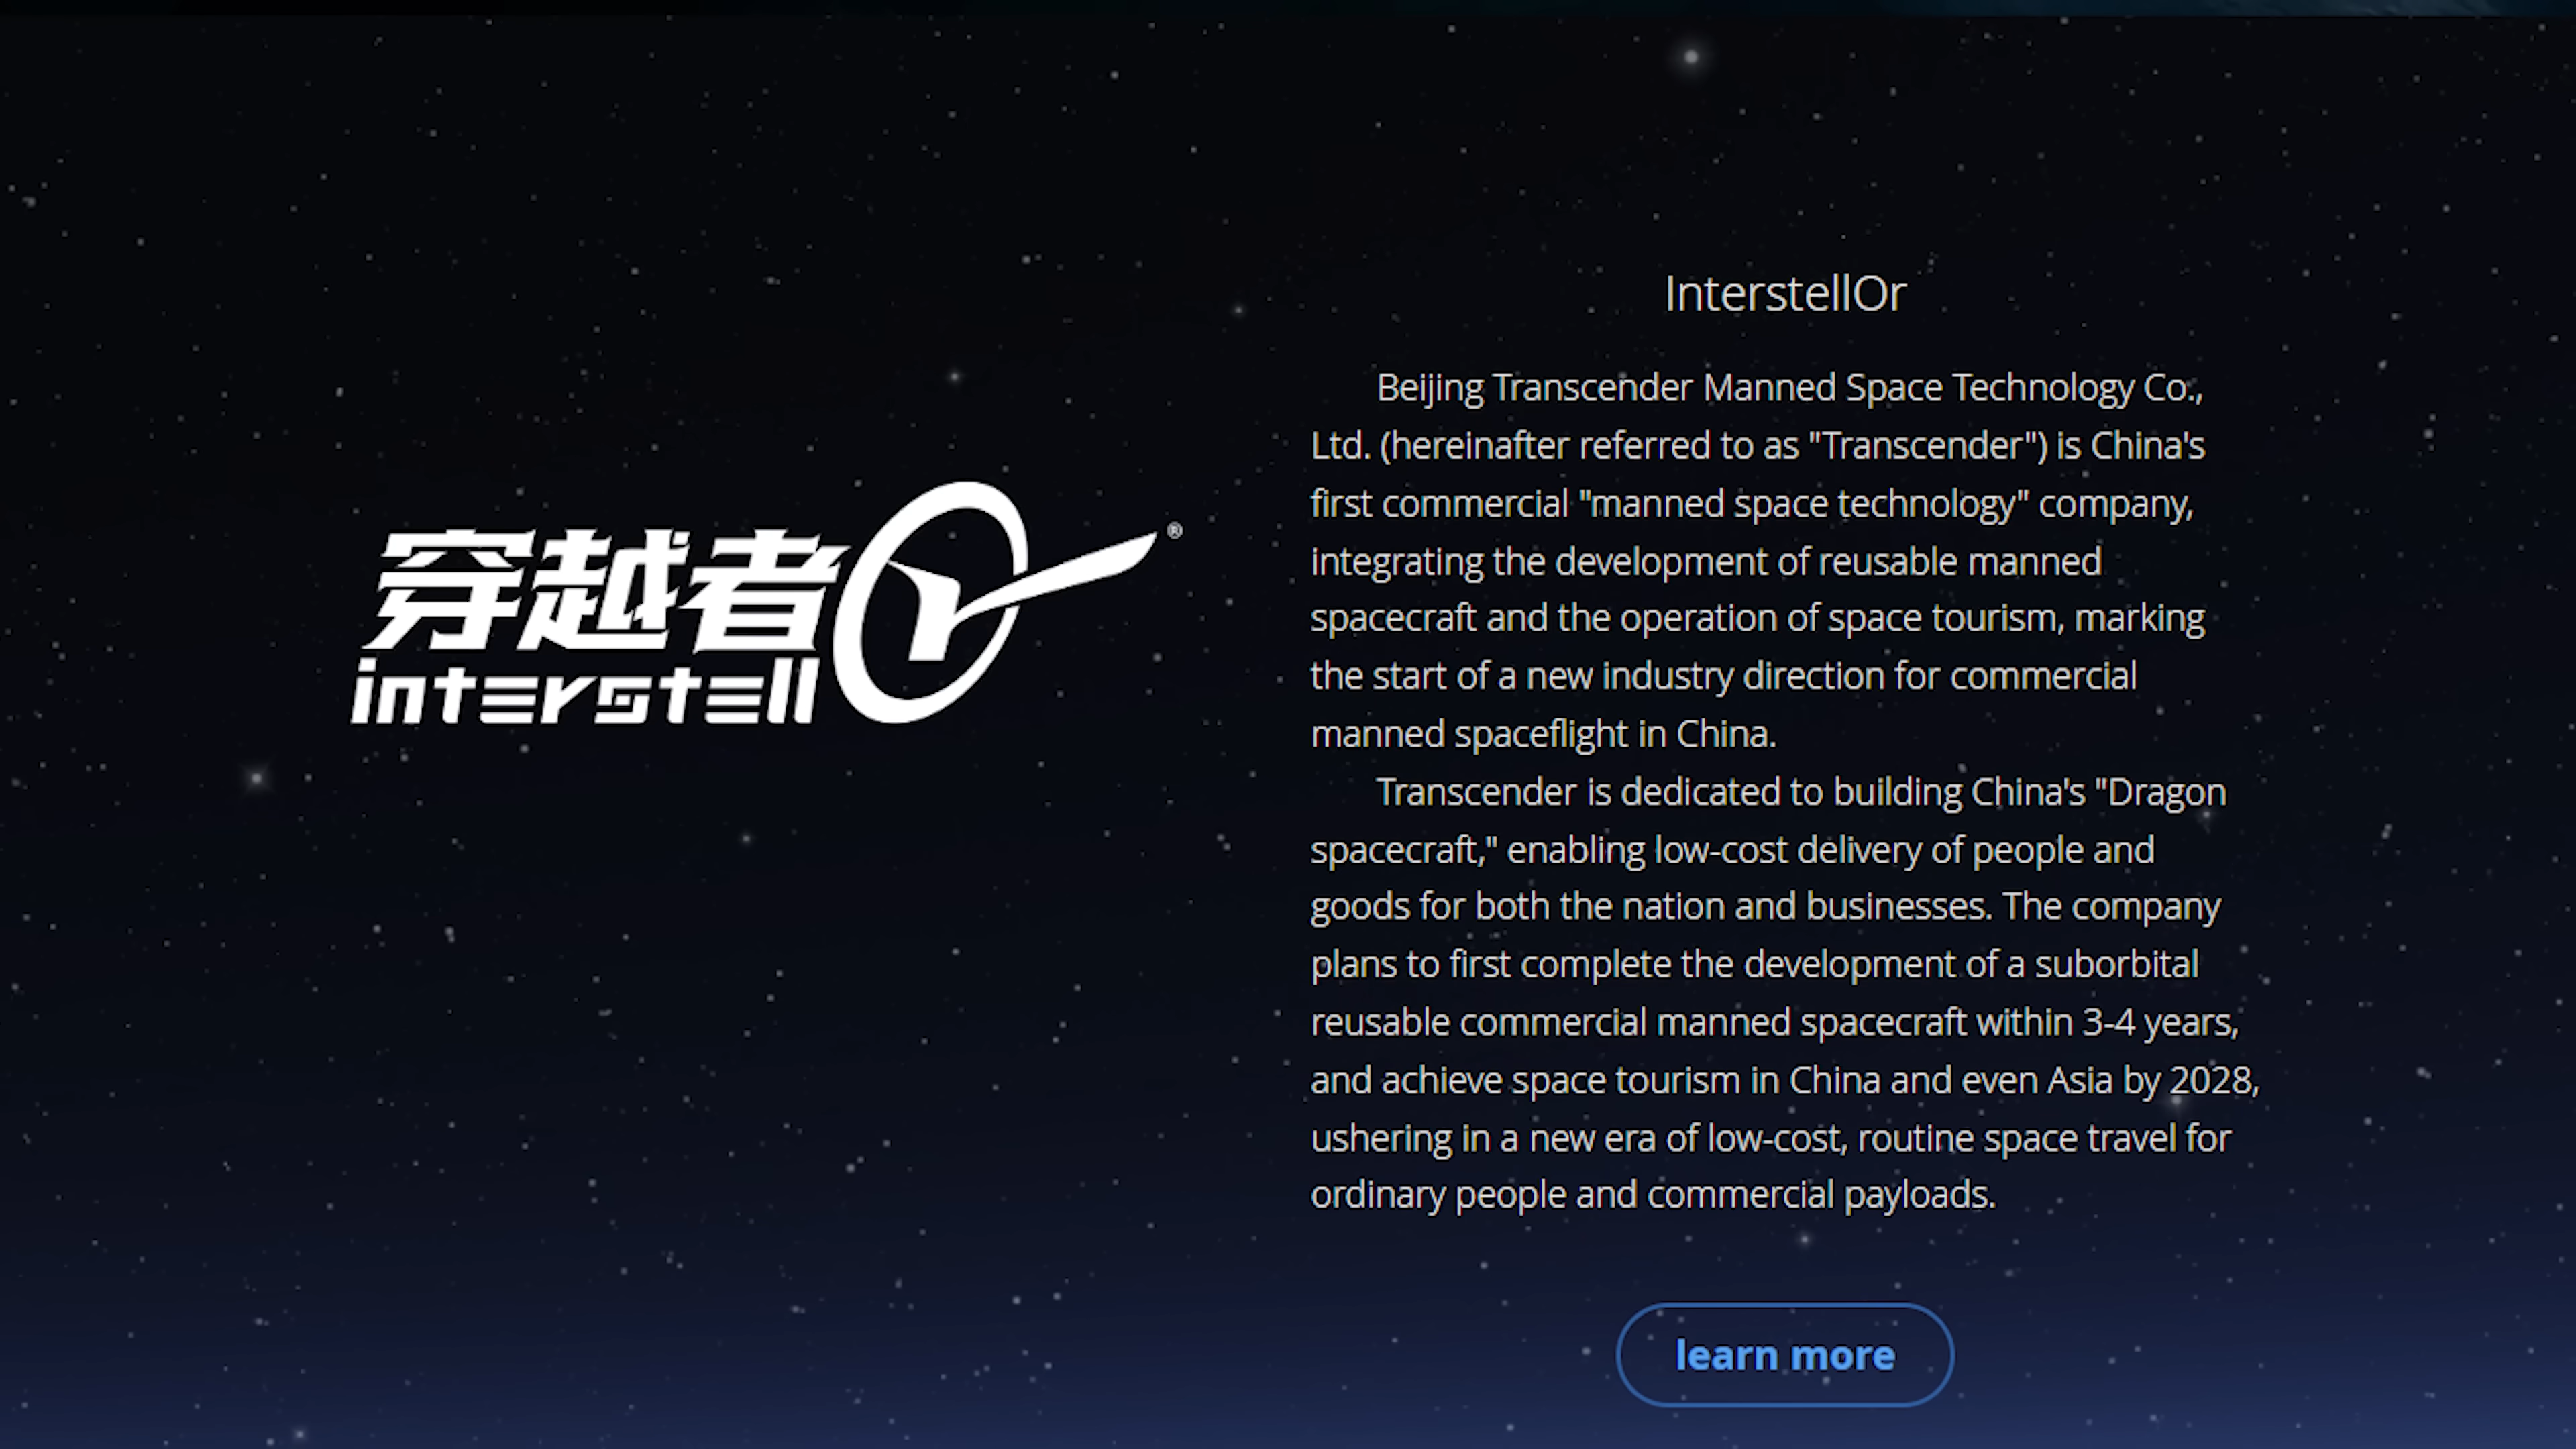 穿越者
interstellOr®
InterstellOr
Beijing Transcender Manned Space Technology Co.,
Ltd. (hereinafter referred to as "Transcender") is China's
first commercial "manned space technology" company,
integrating the development of reusable manned
spacecraft and the operation of space tourism, marking
the start of a new industry direction for commercial
manned spaceflight in China.
Transcender is dedicated to building China's "Dragon
spacecraft," enabling low-cost delivery of people and
goods for both the nation and businesses. The company
plans to first complete the development of a suborbital
reusable commercial manned spacecraft within 3-4 years,
and achieve space tourism in China and even Asia by 2028,
ushering in a new era of low-cost, routine space travel for
ordinary people and commercial payloads.
learn more